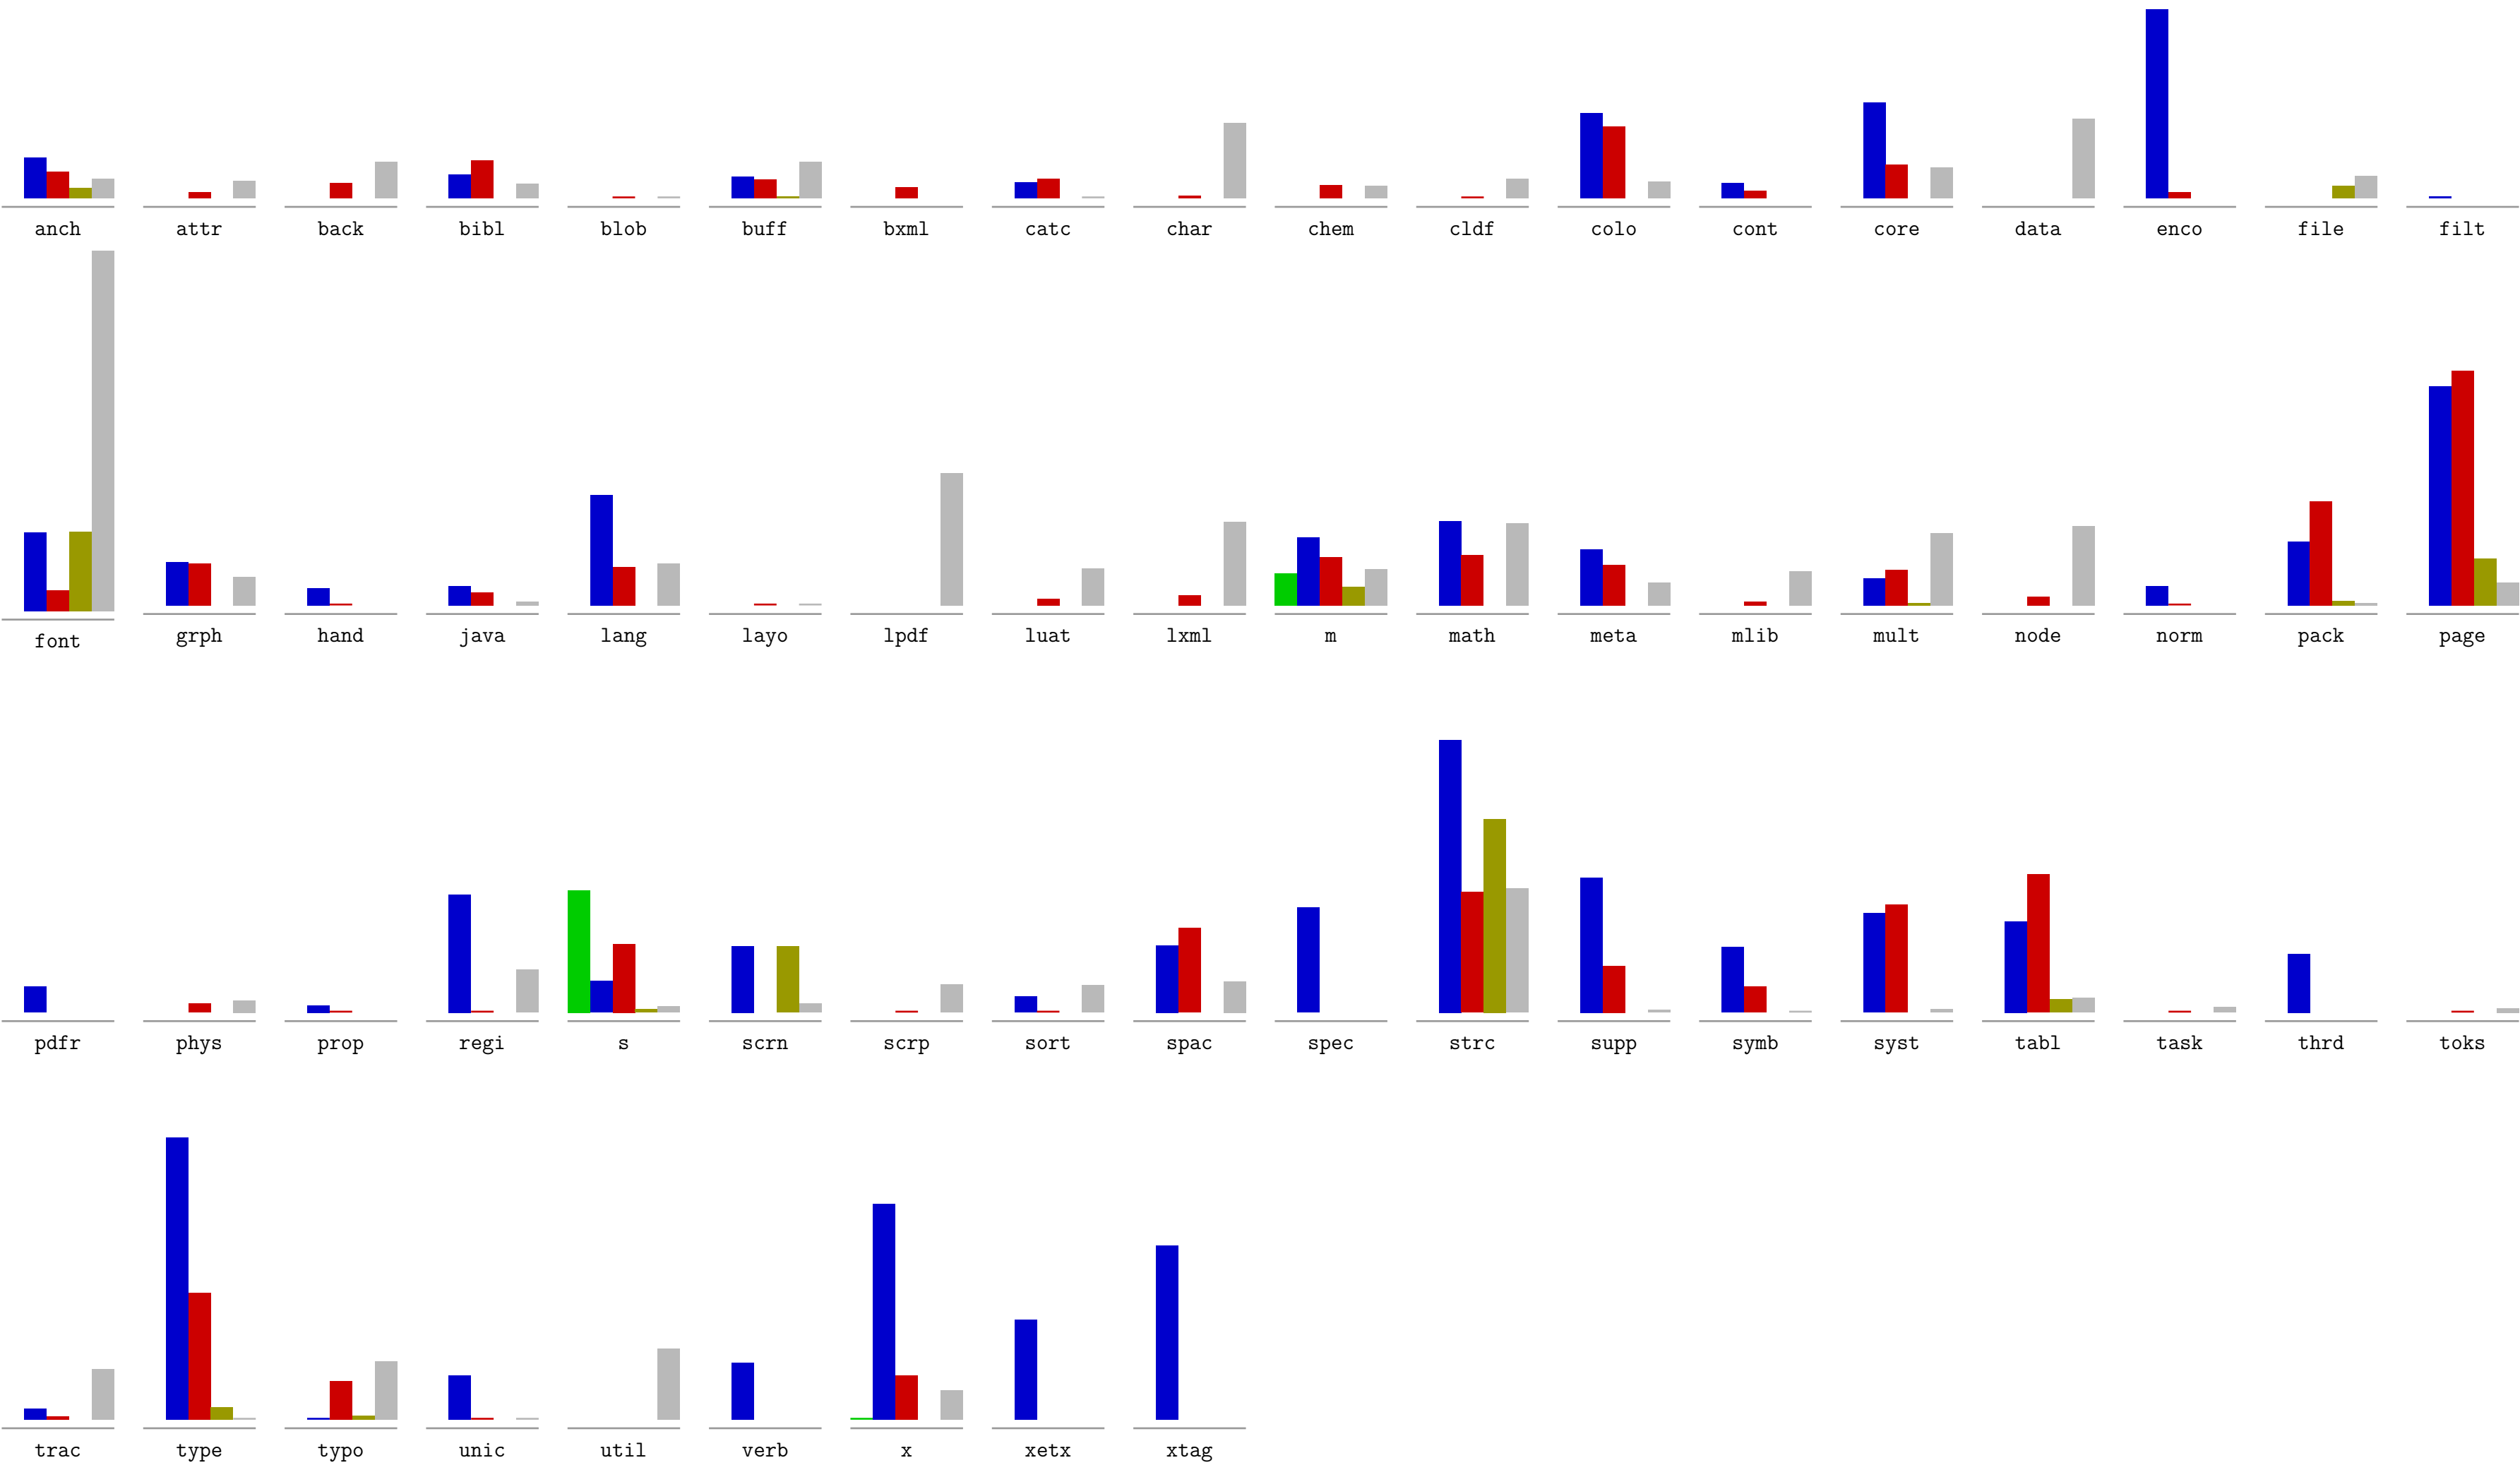 anch attr back bibl blob buff bxml catc char chem cldf colo cont core data enco file filt
font grph hand java lang layo lpdf luat lxml m math meta mlib mult node norm pack page
pdfr phys prop regi s scrn scrp sort spac spec strc supp symb syst tabl task thrd toks
trac type typo unic util verb x xetx xtag